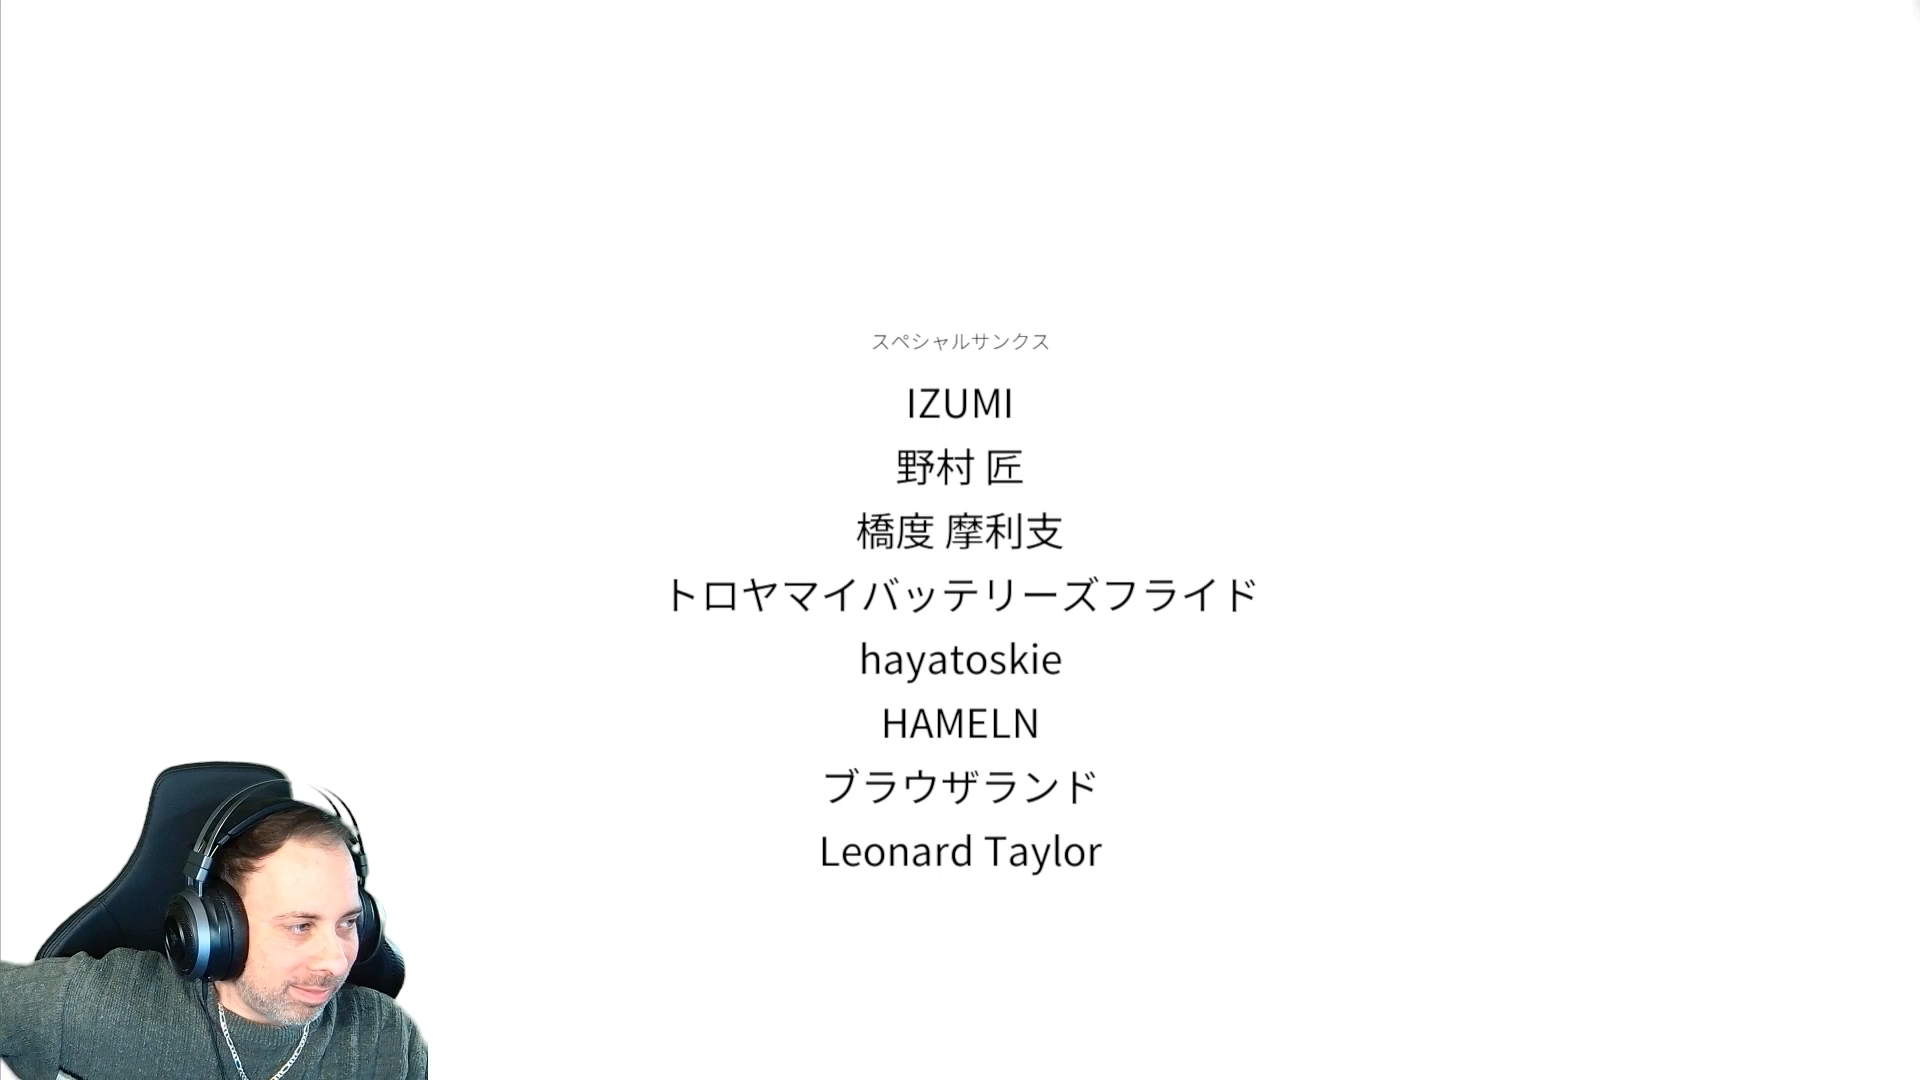 スペシャルサンクス
IZUMI
野村 匠
橋度 摩利支
トロヤマイバッテリーズフライド
hayatoskie
HAMELN
ブラウザランド
Leonard Taylor